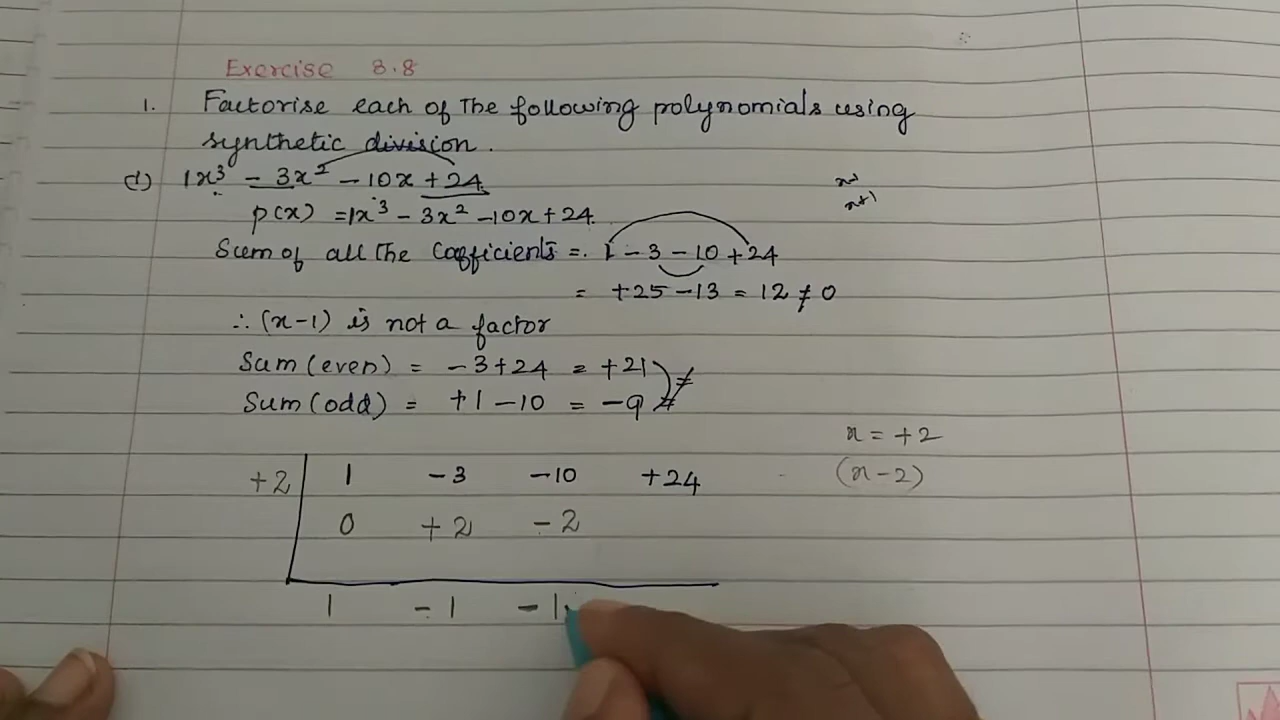 Exercise 3.8
1. Factorise each of The following polynomials using
synthetic division.
(i) 1x³ - 3x² - 10x + 24
p(x) = 1x³ - 3x² - 10x + 24.
Sum of all The Coefficients = 1 - 3 - 10 + 24
= +25 - 13 = 12 ≠ 0
∴ (x-1) is not a factor
Sum (even) = -3 + 24 = +21
Sum (odd) = +1 - 10 = -9 ≠
x = +2
(x-2)
+2 1 -3 -10 +24
0 +2 -2
1 -1 -1